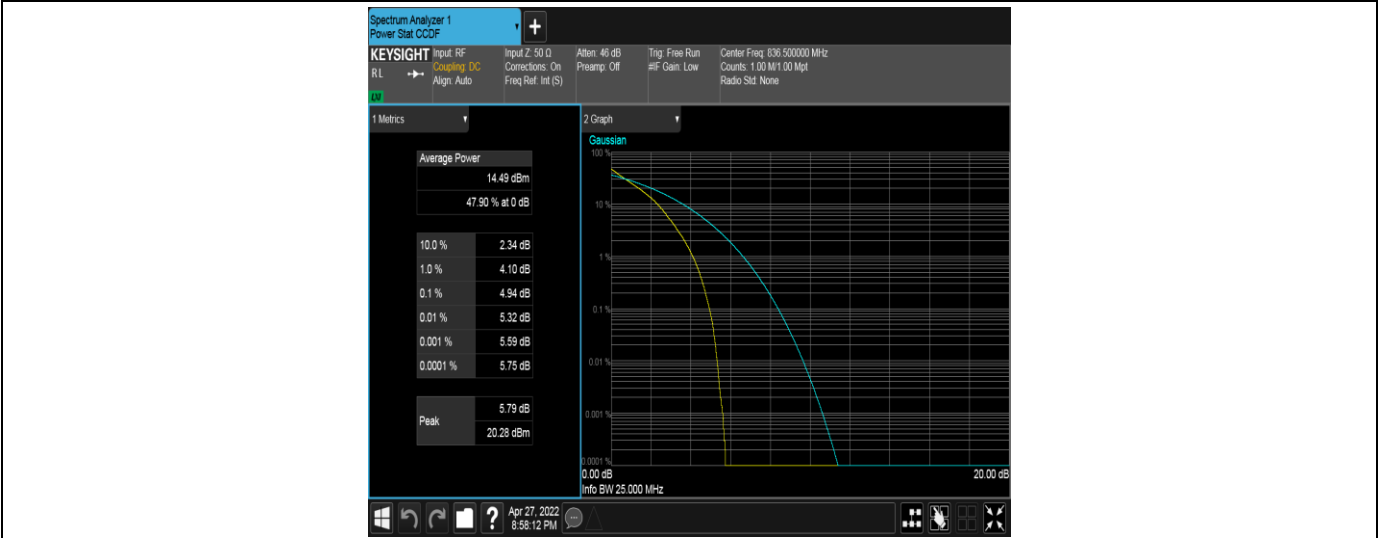 Spectrum Analyzer 1
Power Stat CCDF
+
KEYSIGHT
RL
Input: RF
Coupling: DC
Align: Auto
Input Z: 50 Ω
Corrections: On
Freq Ref: Int (S)
Atten: 46 dB
Preamp: Off
Trig: Free Run
#IF Gain: Low
Center Freq: 836.500000 MHz
Counts: 1.00 M/1.00 Mpt
Radio Std: None
1 Metrics
Average Power
14.49 dBm
47.90 % at 0 dB
10.0 % 2.34 dB
1.0 % 4.10 dB
0.1 % 4.94 dB
0.01 % 5.32 dB
0.001 % 5.59 dB
0.0001 % 5.75 dB
Peak
5.79 dB
20.28 dBm
2 Graph
Gaussian
100 %
10 %
1 %
0.1 %
0.01 %
0.001 %
0.0001 %
0.00 dB 20.00 dB
Info BW 25.000 MHz
?
Apr 27, 2022
8:58:12 PM